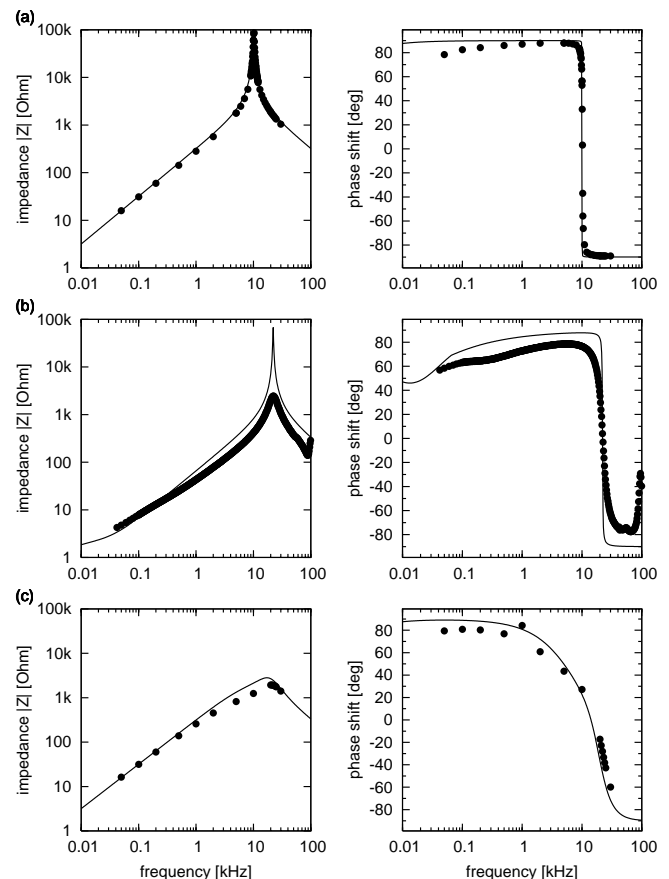 (a)
100k
10k
1k
100
10
1
0.01 0.1 1 10 100
impedance |Z| [Ohm]
80
60
40
20
0
-20
-40
-60
-80
0.01 0.1 1 10 100
phase shift [deg]
(b)
100k
10k
1k
100
10
1
0.01 0.1 1 10 100
impedance |Z| [Ohm]
80
60
40
20
0
-20
-40
-60
-80
0.01 0.1 1 10 100
phase shift [deg]
(c)
100k
10k
1k
100
10
1
0.01 0.1 1 10 100
impedance |Z| [Ohm]
frequency [kHz]
80
60
40
20
0
-20
-40
-60
-80
0.01 0.1 1 10 100
phase shift [deg]
frequency [kHz]